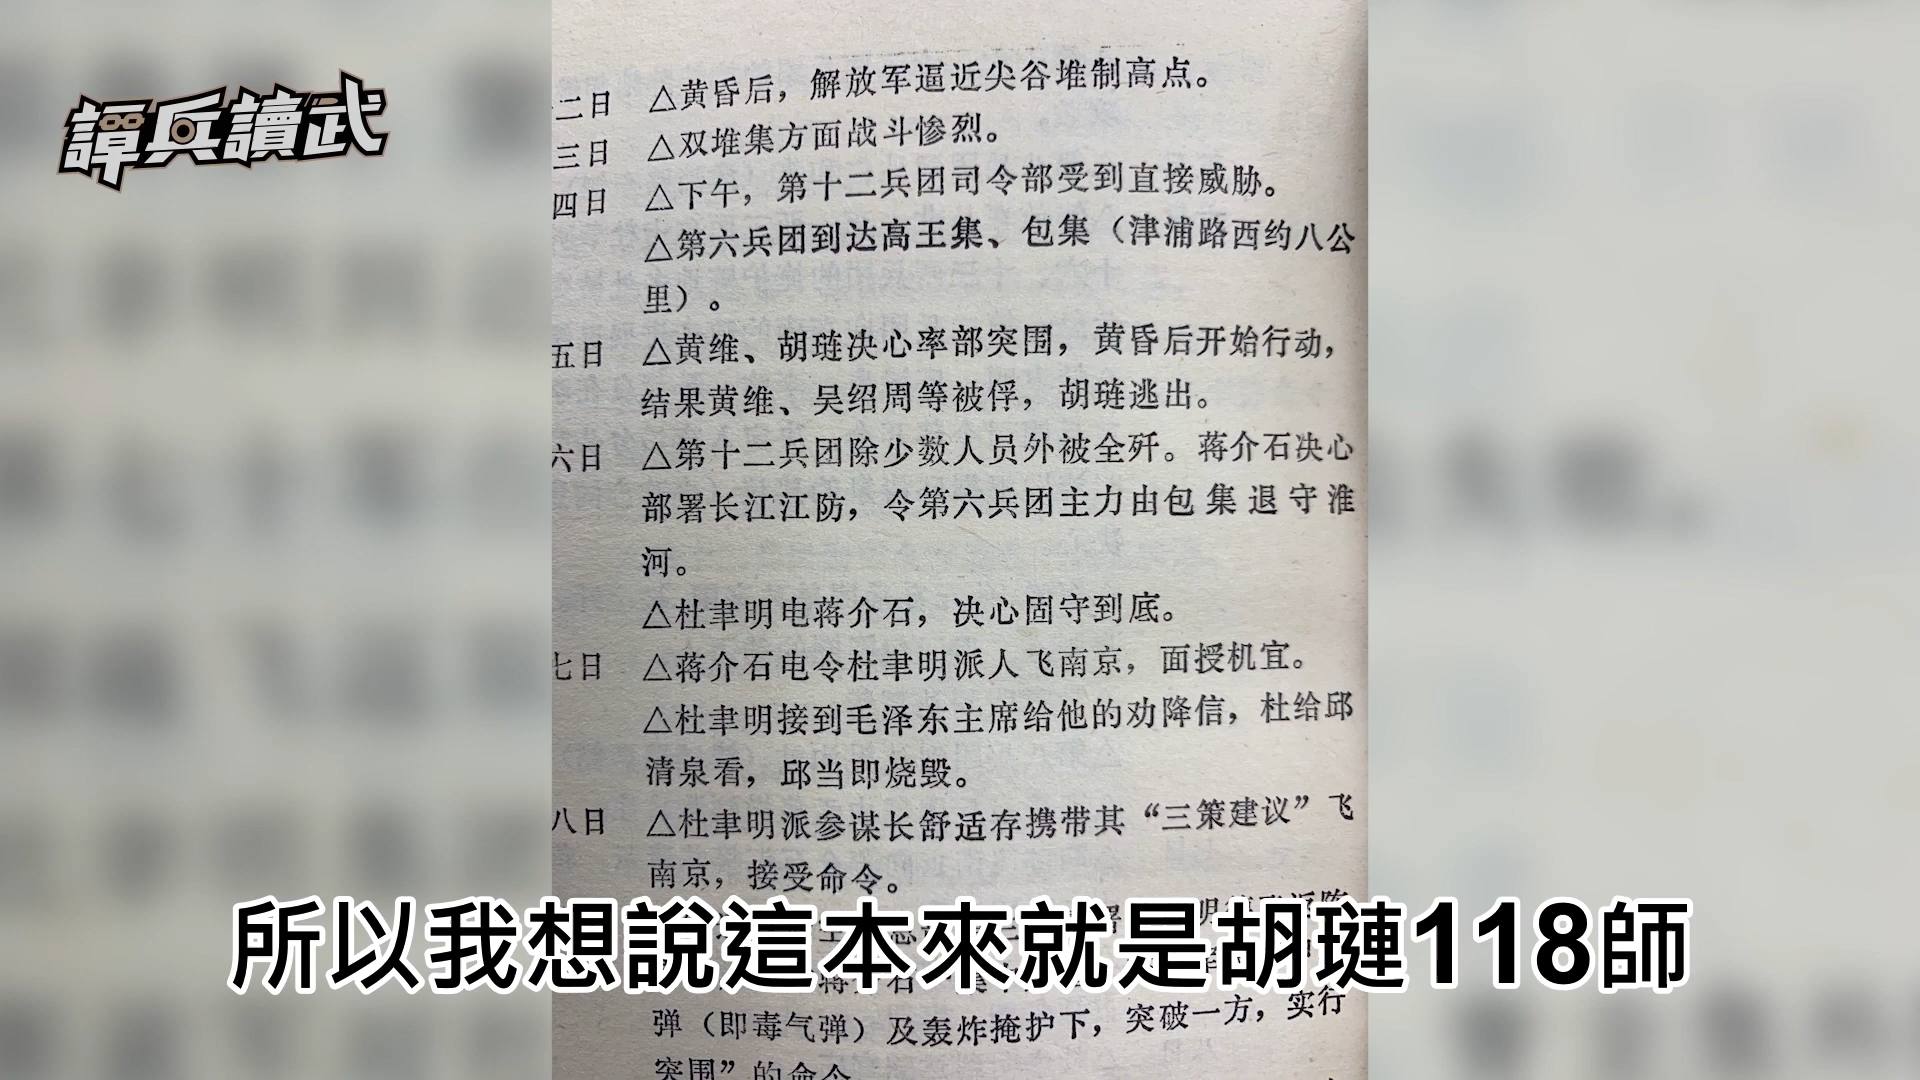 譚兵讀武
二日 △黄昏后，解放军逼近尖谷堆制高点。
三日 △双堆集方面战斗惨烈。
四日 △下午，第十二兵团司令部受到直接威胁。
△第六兵团到达高王集、包集（津浦路西约八公
里）。
五日 △黄维、胡琏决心率部突围，黄昏后开始行动，
结果黄维、吴绍周等被俘，胡琏逃出。
六日 △第十二兵团除少数人员外被全歼。蒋介石决心
部署长江江防，令第六兵团主力由包集退守淮
河。
△杜聿明电蒋介石，决心固守到底。
七日 △蒋介石电令杜聿明派人飞南京，面授机宜。
△杜聿明接到毛泽东主席给他的劝降信，杜给邱
清泉看，邱当即烧毁。
八日 △杜聿明派参谋长舒适存携带其“三策建议”飞
南京，接受命令。
所以我想說這本來就是胡璉118師
弹（即毒气弹）及轰炸掩护下，突破一方，实行
突围”的命令